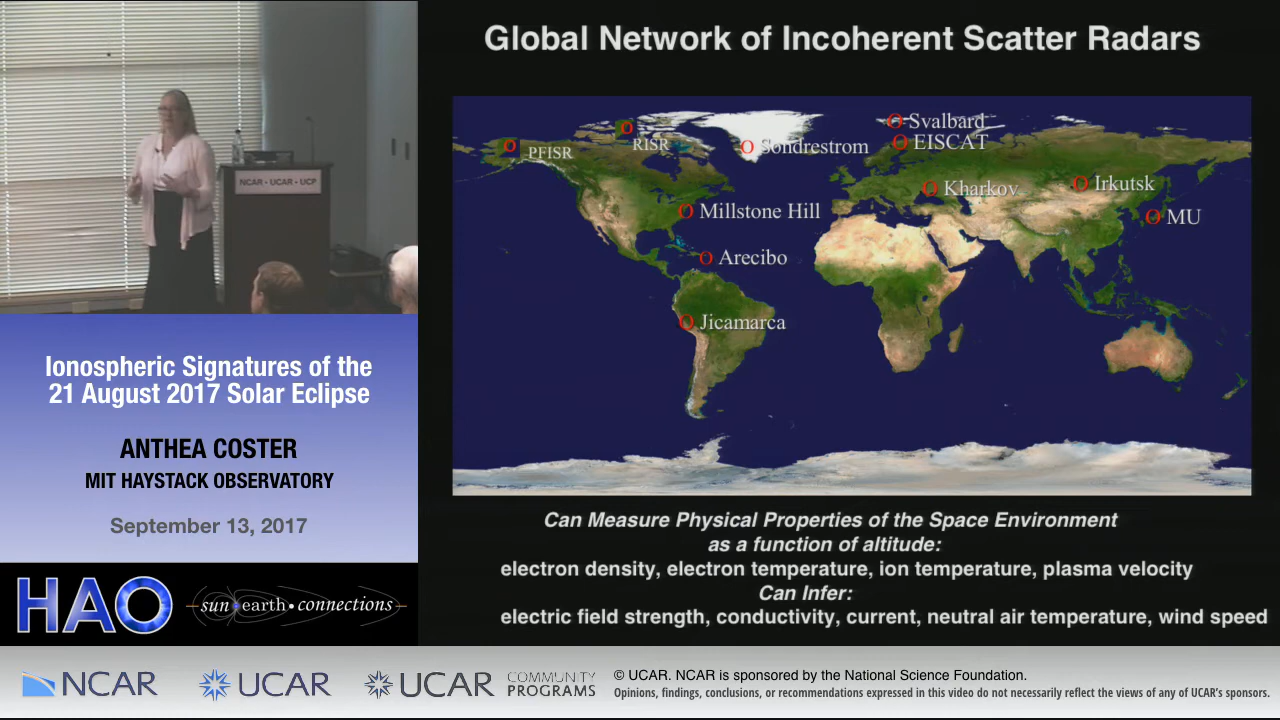 Global Network of Incoherent Scatter Radars
Svalbard
EISCAT
RISR
PFISR
Sondrestrom
Kharkov
Irkutsk
Millstone Hill
MU
Arecibo
Jicamarca
Can Measure Physical Properties of the Space Environment
as a function of altitude:
electron density, electron temperature, ion temperature, plasma velocity
Can Infer:
electric field strength, conductivity, current, neutral air temperature, wind speed
NCAR • UCAR • UCP
Ionospheric Signatures of the
21 August 2017 Solar Eclipse
ANTHEA COSTER
MIT HAYSTACK OBSERVATORY
September 13, 2017
HAO
sun • earth • connections
NCAR
UCAR
UCAR
COMMUNITY
PROGRAMS
© UCAR. NCAR is sponsored by the National Science Foundation.
Opinions, findings, conclusions, or recommendations expressed in this video do not necessarily reflect the views of any of UCAR's sponsors.